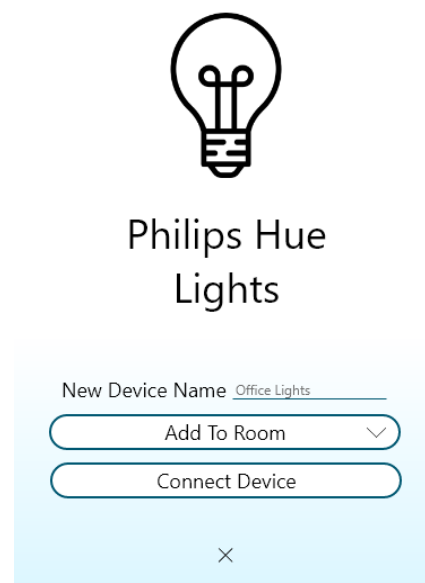 Philips Hue
Lights
New Device Name Office Lights
Add To Room
Connect Device